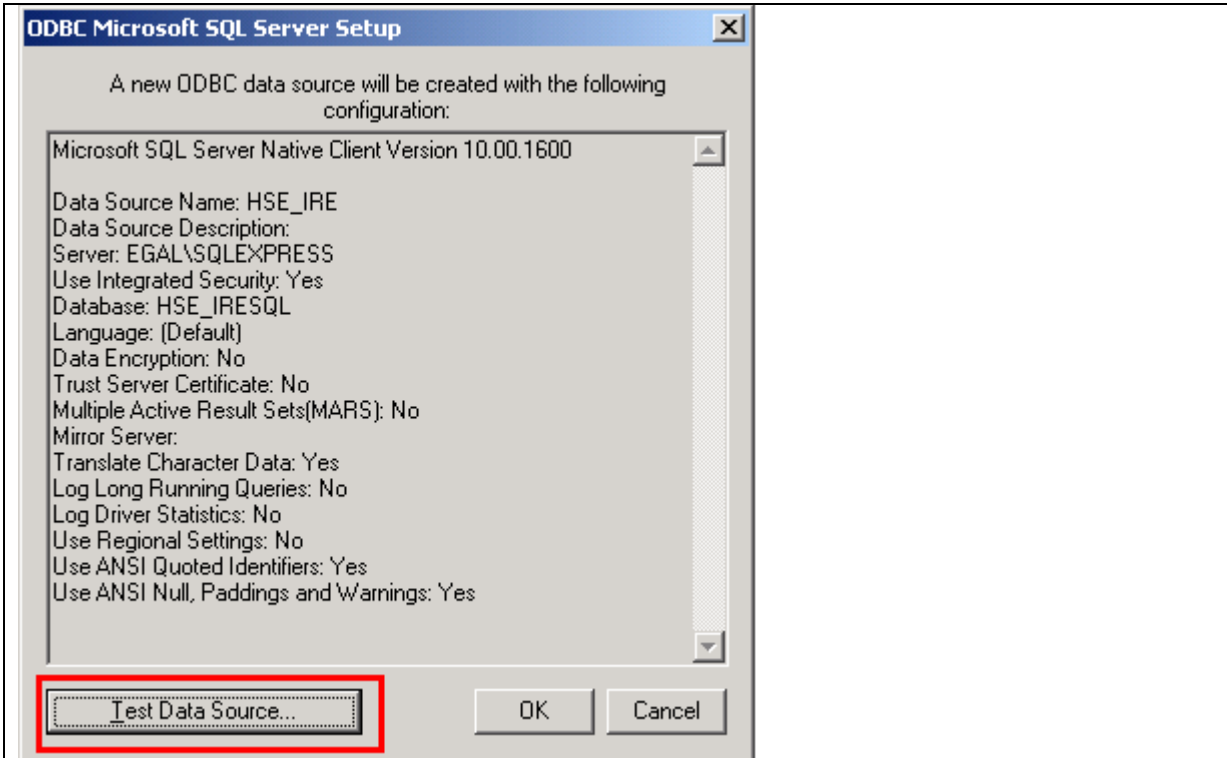 ODBC Microsoft SQL Server Setup
A new ODBC data source will be created with the following
configuration:
Microsoft SQL Server Native Client Version 10.00.1600
Data Source Name: HSE_IRE
Data Source Description:
Server: EGAL\SQLEXPRESS
Use Integrated Security: Yes
Database: HSE_IRESQL
Language: (Default)
Data Encryption: No
Trust Server Certificate: No
Multiple Active Result Sets(MARS): No
Mirror Server:
Translate Character Data: Yes
Log Long Running Queries: No
Log Driver Statistics: No
Use Regional Settings: No
Use ANSI Quoted Identifiers: Yes
Use ANSI Null, Paddings and Warnings: Yes
Test Data Source... OK Cancel